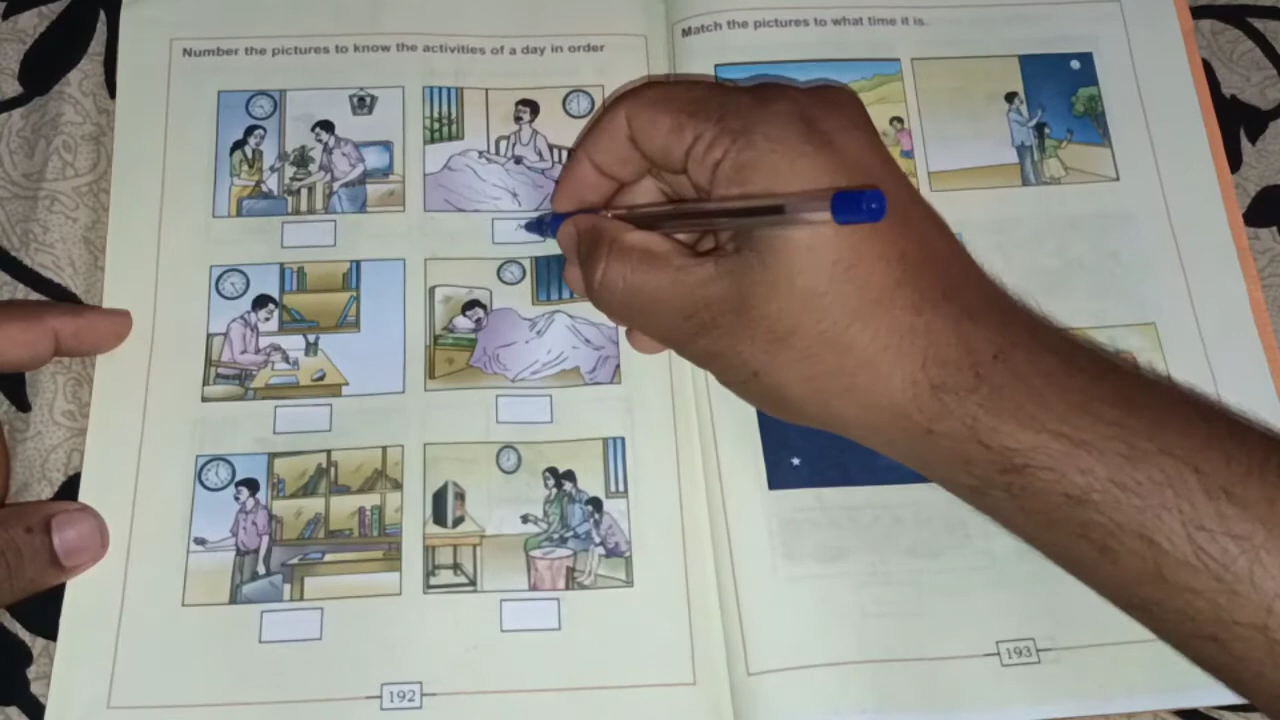 Number the pictures to know the activities of a day in order
Match the pictures to what time it is.
192
193